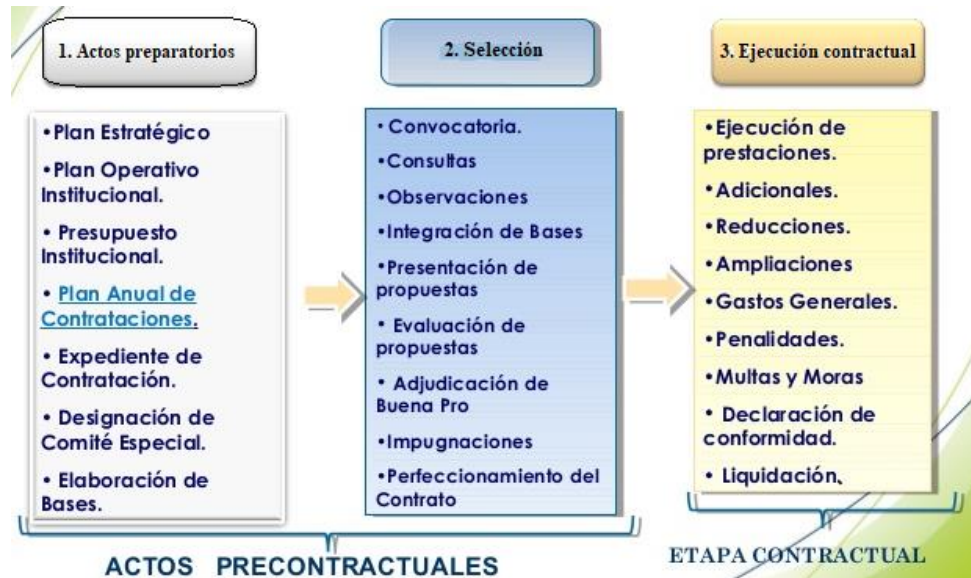 1. Actos preparatorios
•Plan Estratégico
•Plan Operativo
Institucional.
• Presupuesto
Institucional.
• Plan Anual de
Contrataciones.
• Expediente de
Contratación.
• Designación de
Comité Especial.
• Elaboración de
Bases.
2. Selección
• Convocatoria.
•Consultas
•Observaciones
•Integración de Bases
•Presentación de
propuestas
• Evaluación de
propuestas
• Adjudicación de
Buena Pro
•Impugnaciones
•Perfeccionamiento del
Contrato
3. Ejecución contractual
•Ejecución de
prestaciones.
•Adicionales.
•Reducciones.
•Ampliaciones
•Gastos Generales.
•Penalidades.
•Multas y Moras
• Declaración de
conformidad.
• Liquidación.
ACTOS PRECONTRACTUALES
ETAPA CONTRACTUAL